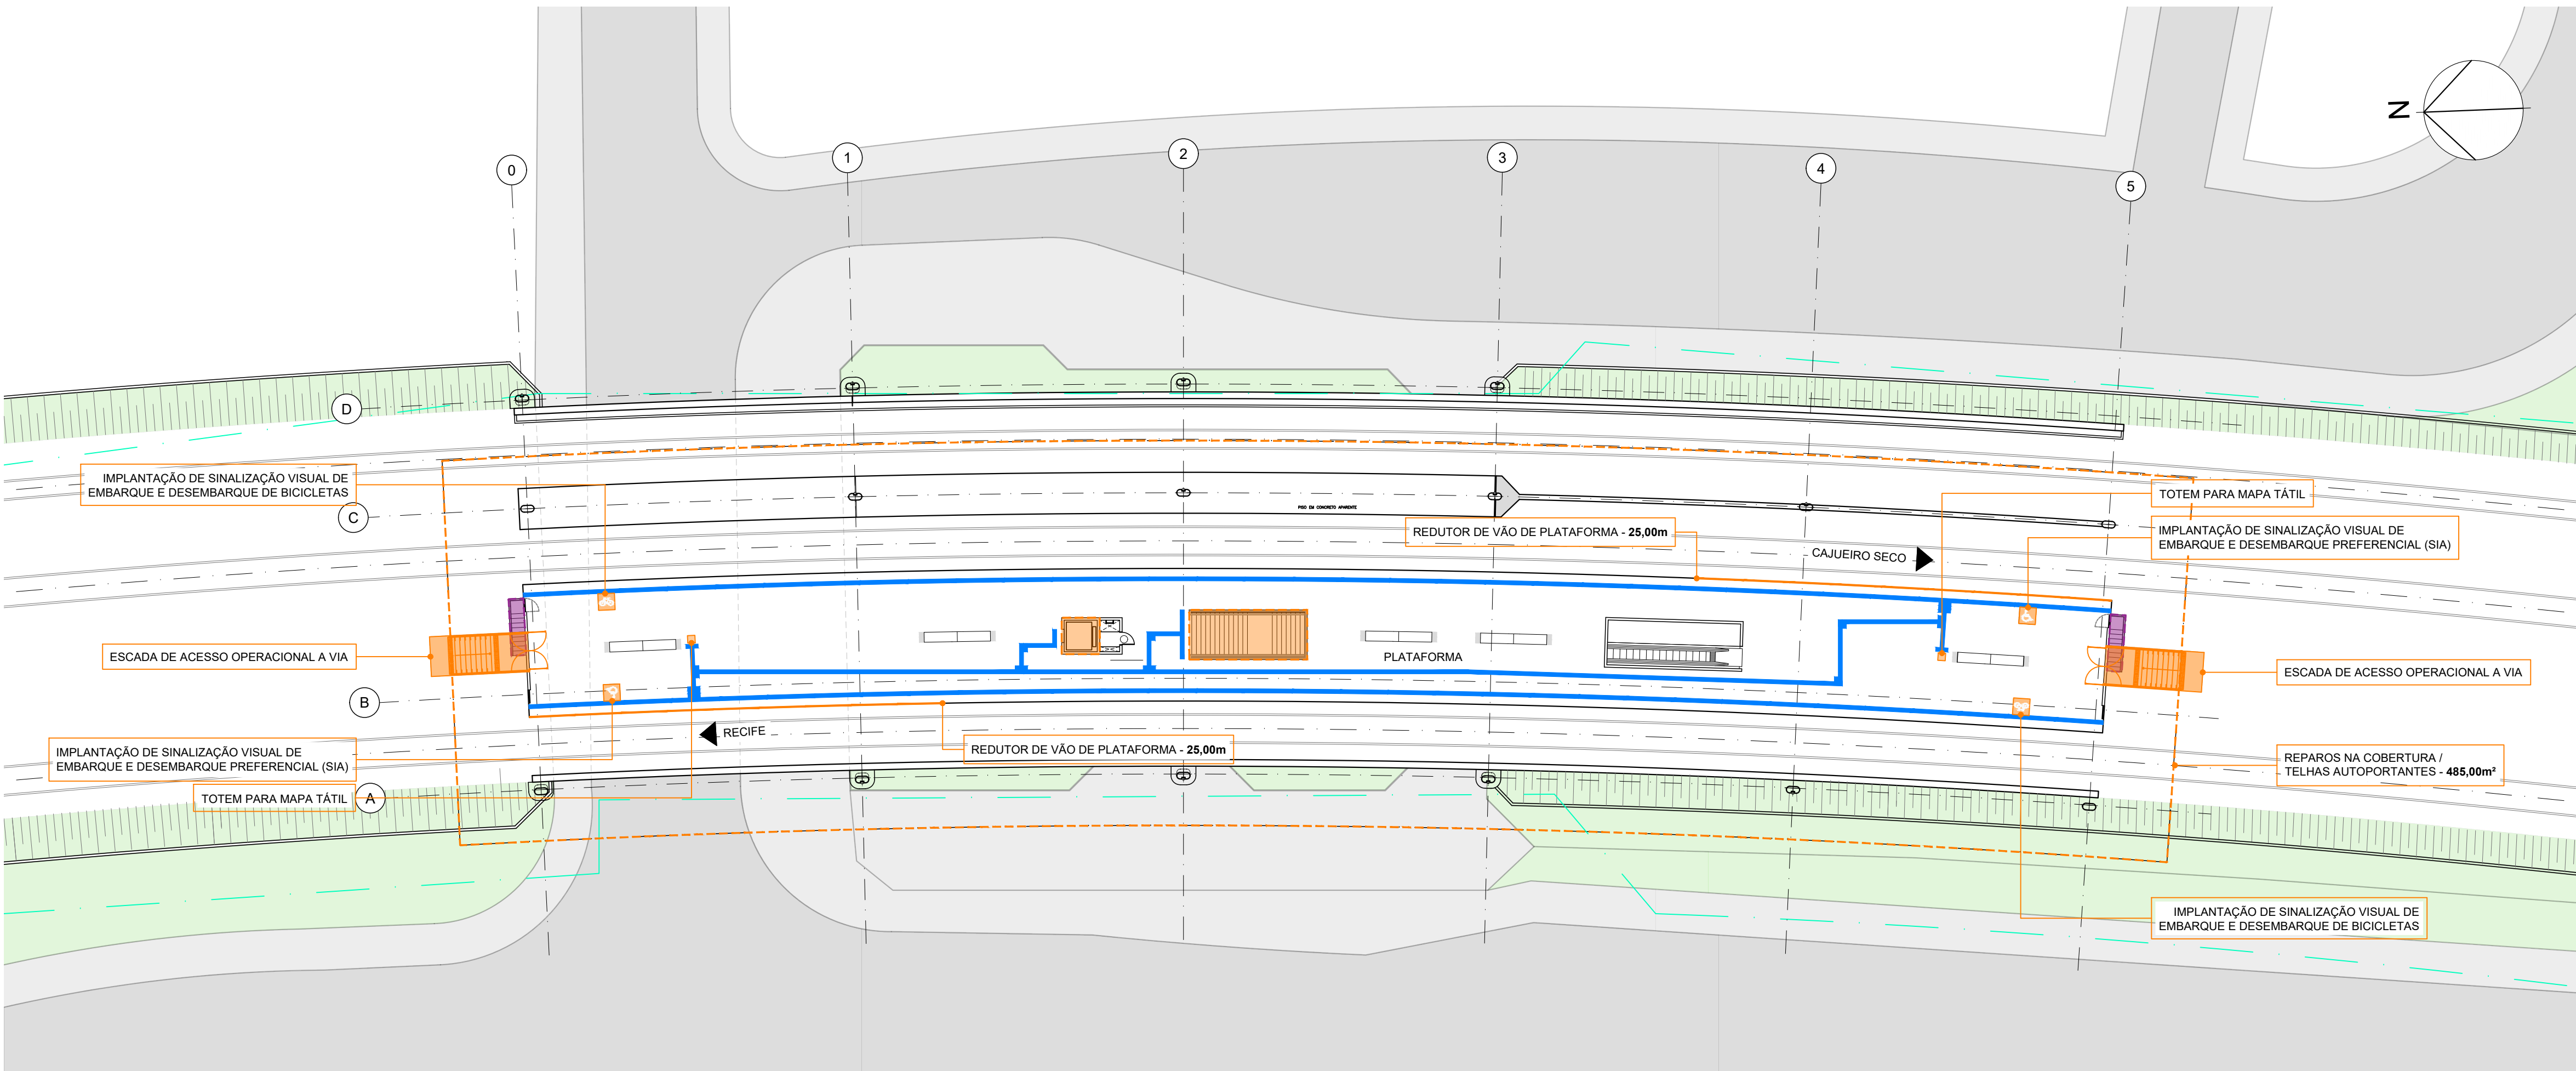 N
0
1
2
3
4
5
D
IMPLANTAÇÃO DE SINALIZAÇÃO VISUAL DE
EMBARQUE E DESEMBARQUE DE BICICLETAS
C
PISO EM CONCRETO APARENTE
TOTEM PARA MAPA TÁTIL
REDUTOR DE VÃO DE PLATAFORMA - 25,00m
IMPLANTAÇÃO DE SINALIZAÇÃO VISUAL DE
EMBARQUE E DESEMBARQUE PREFERENCIAL (SIA)
CAJUEIRO SECO
ESCADA DE ACESSO OPERACIONAL A VIA
PLATAFORMA
ESCADA DE ACESSO OPERACIONAL A VIA
B
RECIFE
IMPLANTAÇÃO DE SINALIZAÇÃO VISUAL DE
EMBARQUE E DESEMBARQUE PREFERENCIAL (SIA)
REDUTOR DE VÃO DE PLATAFORMA - 25,00m
REPAROS NA COBERTURA /
TELHAS AUTOPORTANTES - 485,00m²
TOTEM PARA MAPA TÁTIL
A
IMPLANTAÇÃO DE SINALIZAÇÃO VISUAL DE
EMBARQUE E DESEMBARQUE DE BICICLETAS